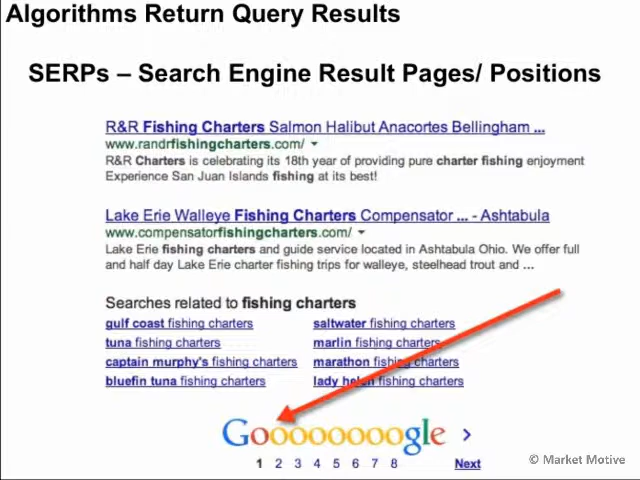 Algorithms Return Query Results
SERPs – Search Engine Result Pages/ Positions
R&R Fishing Charters Salmon Halibut Anacortes Bellingham ...
www.randrfishingcharters.com/
R&R Charters is celebrating its 18th year of providing pure charter fishing enjoyment
Experience San Juan Islands fishing at its best!
Lake Erie Walleye Fishing Charters Compensator ... - Ashtabula
www.compensatorfishingcharters.com/
Lake Erie fishing charters and guide service located in Ashtabula Ohio. We offer full
and half day Lake Erie charter fishing trips for walleye, steelhead trout and ...
Searches related to fishing charters
gulf coast fishing charters saltwater fishing charters
tuna fishing charters marlin fishing charters
captain murphy's fishing charters marathon fishing charters
bluefin tuna fishing charters lady helen fishing charters
Goooooooogle >
1 2 3 4 5 6 7 8 Next
© Market Motive